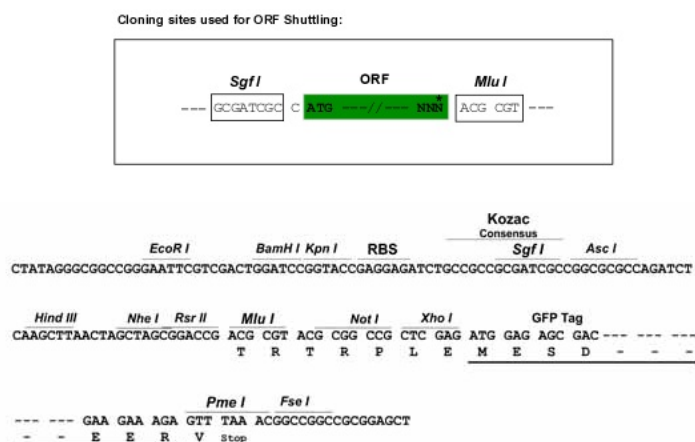 Cloning sites used for ORF Shuttling:
Sgf I ORF Mlu I
--- GCGATCGC C ATG ---//--- NNN* ACG CGT ---
Kozac
Consensus
EcoR I BamH I Kpn I RBS Sgf I Asc I
CTATAGGGCGGCCGGGAATTCGTCGACTGGATCCGGTACCGAGGAGATCTGCCGCCGCGATCGCCGGCGCGCCAGATCT
Hind III Nhe I Rsr II Mlu I Not I Xho I GFP Tag
CAAGCTTAACTAGCTAGCGGACCG ACG CGT ACG CGG CCG CTC GAG ATG GAG AGC GAC --- --- ---
T R T R P L E M E S D - - -
Pme I Fse I
--- --- GAA GAA AGA GTT TAA ACGGCCGGCCGCGGAGCT
- - E E R V Stop